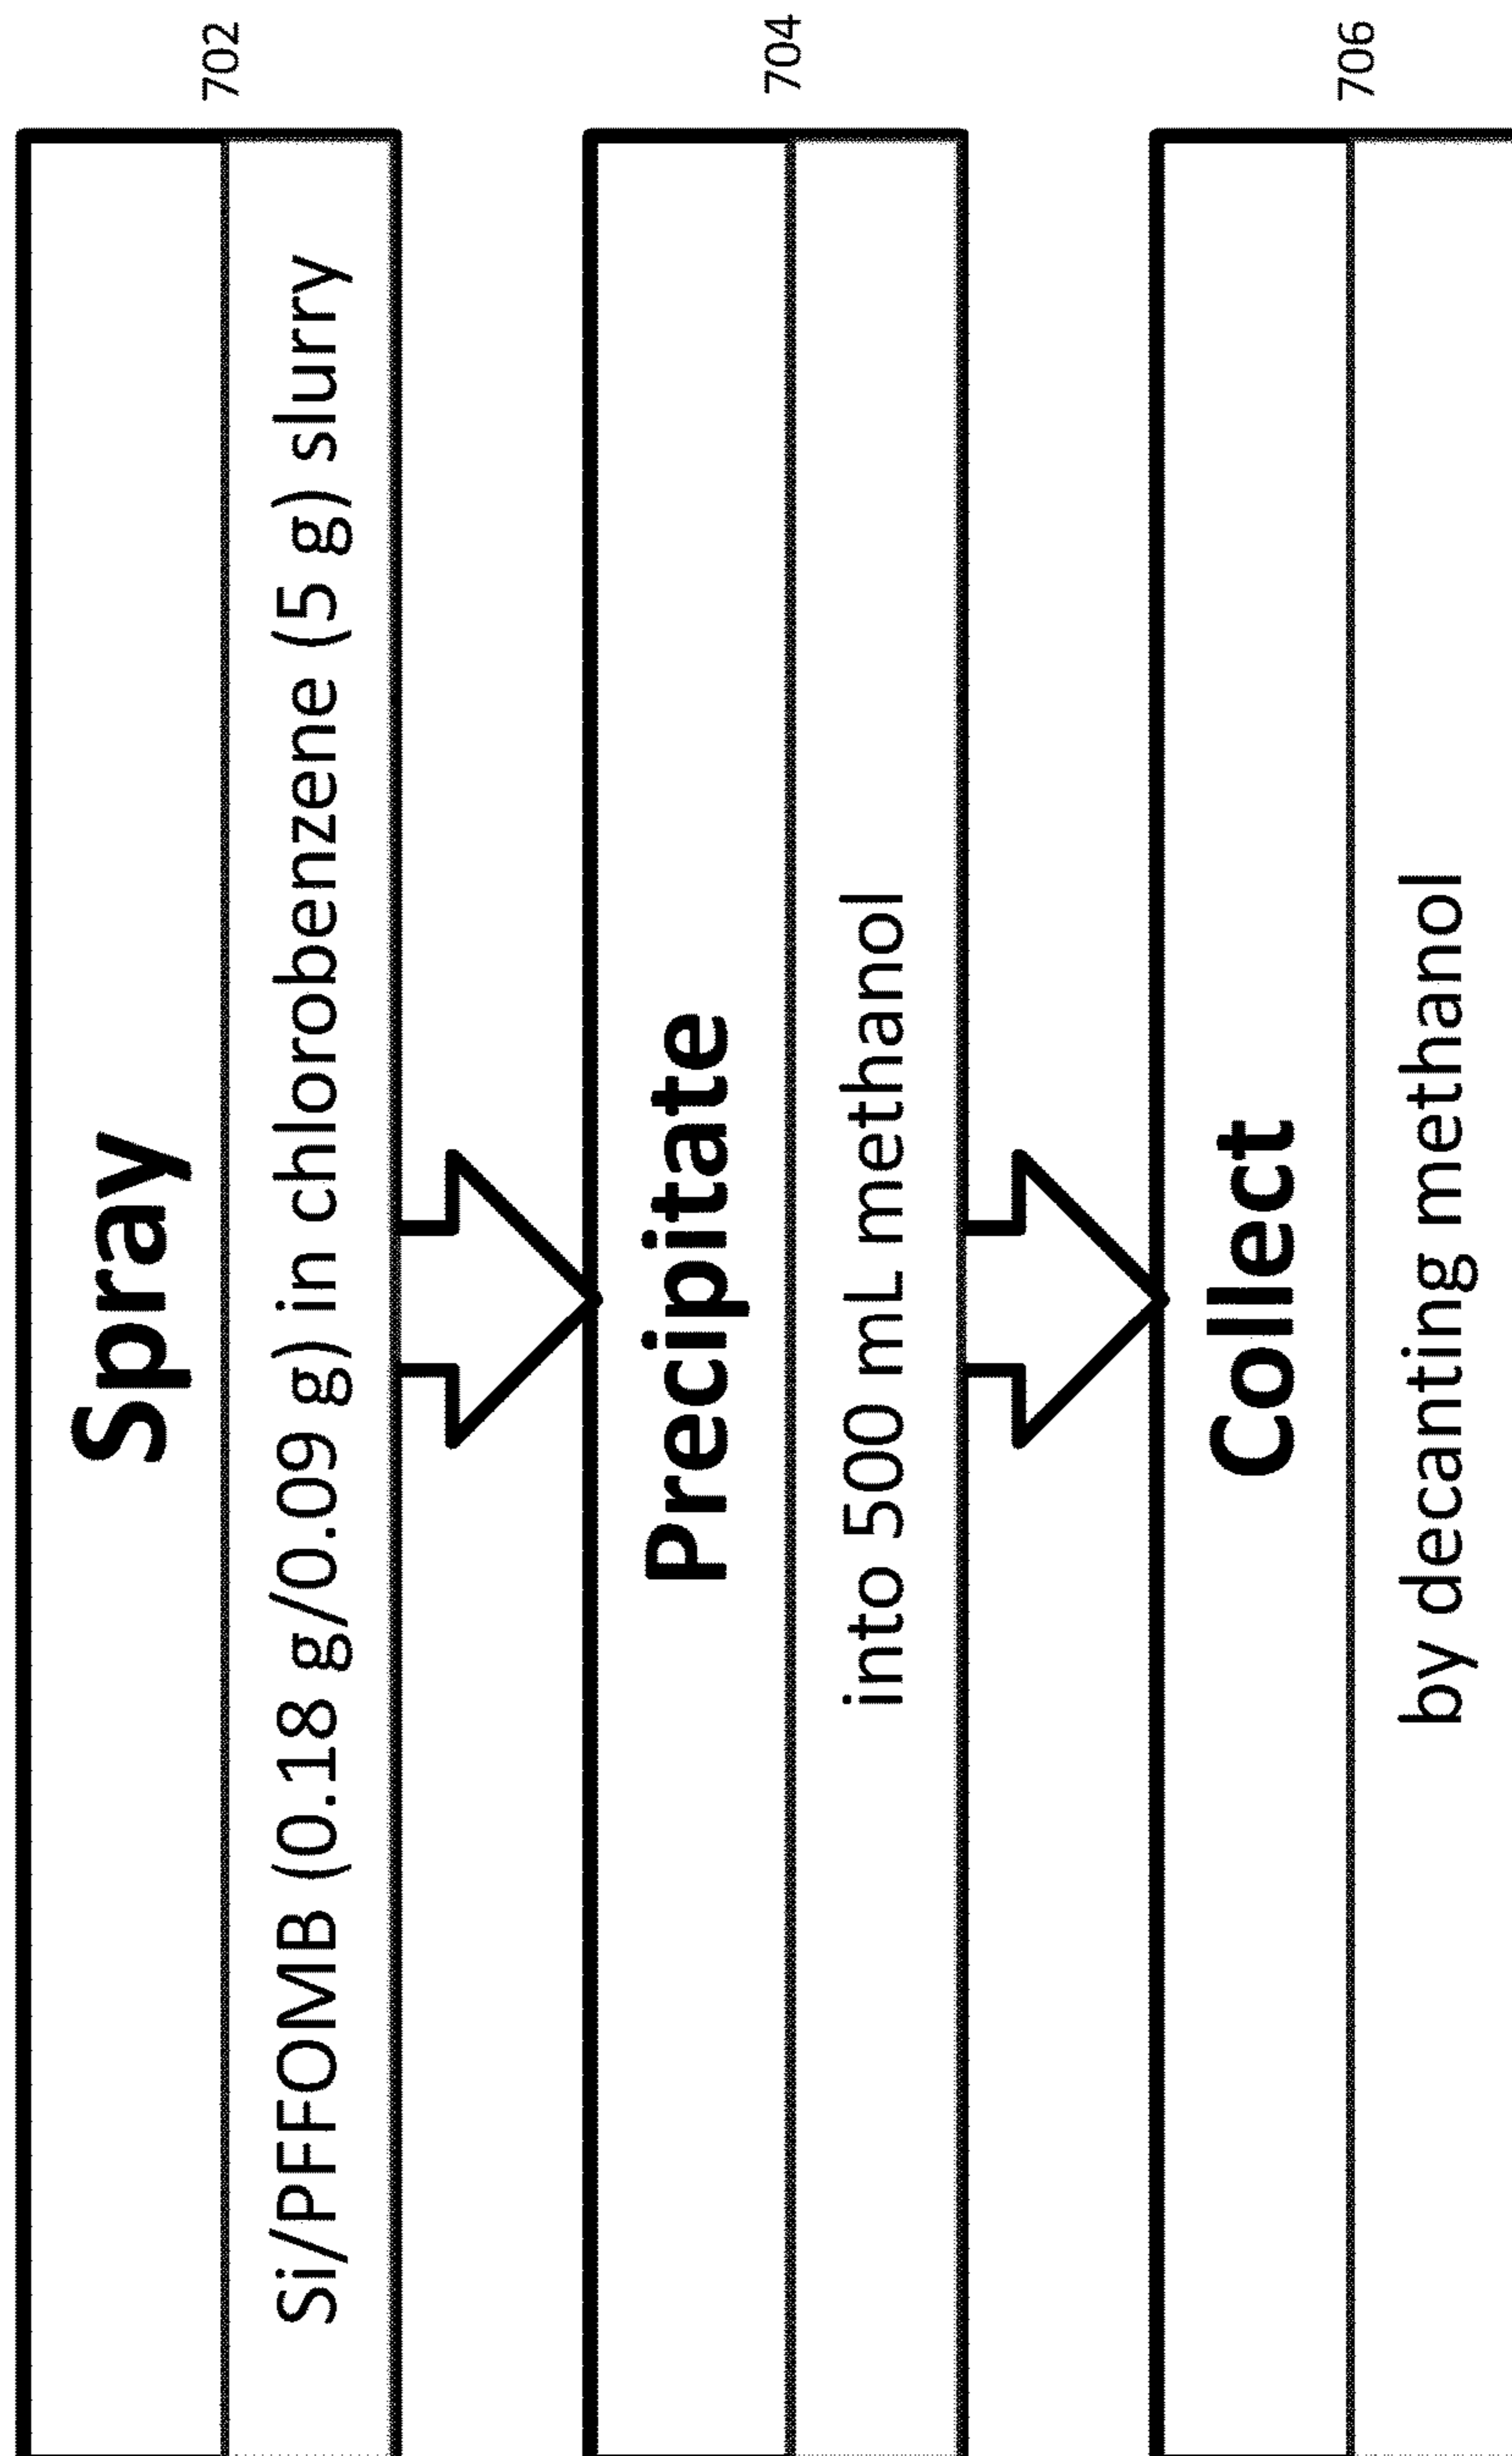 Spray
702
Si/PFFOMB (0.18 g/0.09 g) in chlorobenzene (5 g) slurry
Precipitate
704
into 500 mL methanol
Collect
706
by decanting methanol